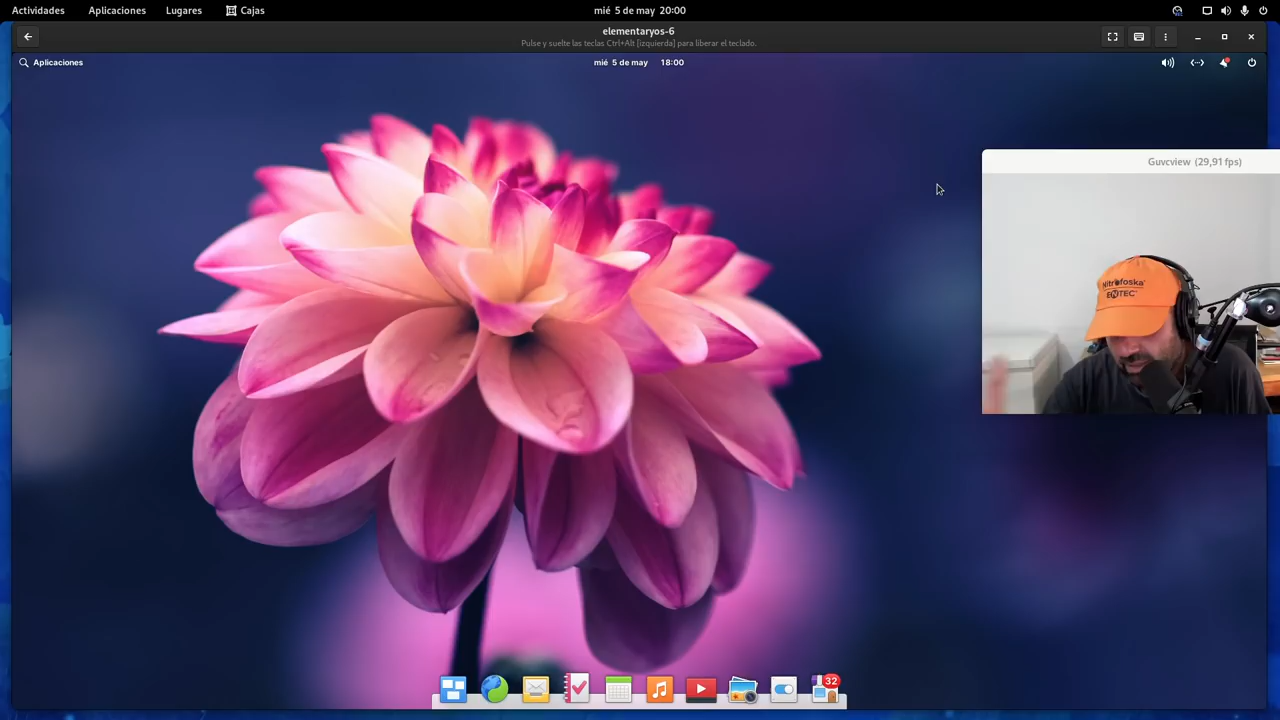 Actividades Aplicaciones Lugares Cajas mié 5 de may 20:00
elementaryos-6
Pulse y suelte las teclas Ctrl+Alt [izquierda] para liberar el teclado.
Aplicaciones mié 5 de may 18:00
Guvcview (29,91 fps)
Nitrofoska
ENTEC
32